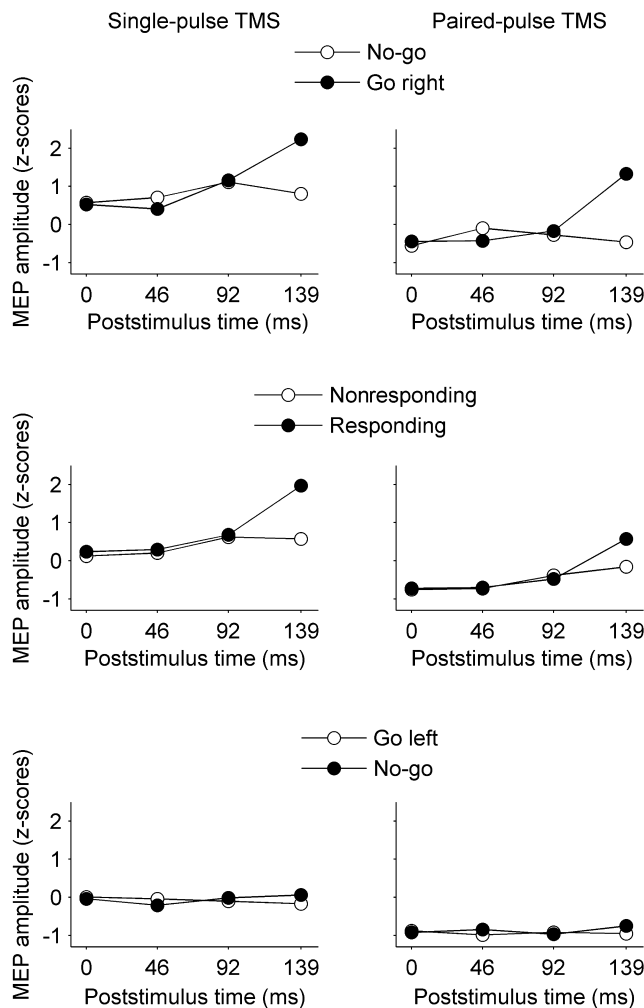 Single-pulse TMS Paired-pulse TMS
No-go
Go right
MEP amplitude (z-scores)
2
1
0
-1
0 46 92 139 0 46 92 139
Poststimulus time (ms) Poststimulus time (ms)
Nonresponding
Responding
MEP amplitude (z-scores)
2
1
0
-1
0 46 92 139 0 46 92 139
Poststimulus time (ms) Poststimulus time (ms)
Go left
No-go
MEP amplitude (z-scores)
2
1
0
-1
0 46 92 139 0 46 92 139
Poststimulus time (ms) Poststimulus time (ms)